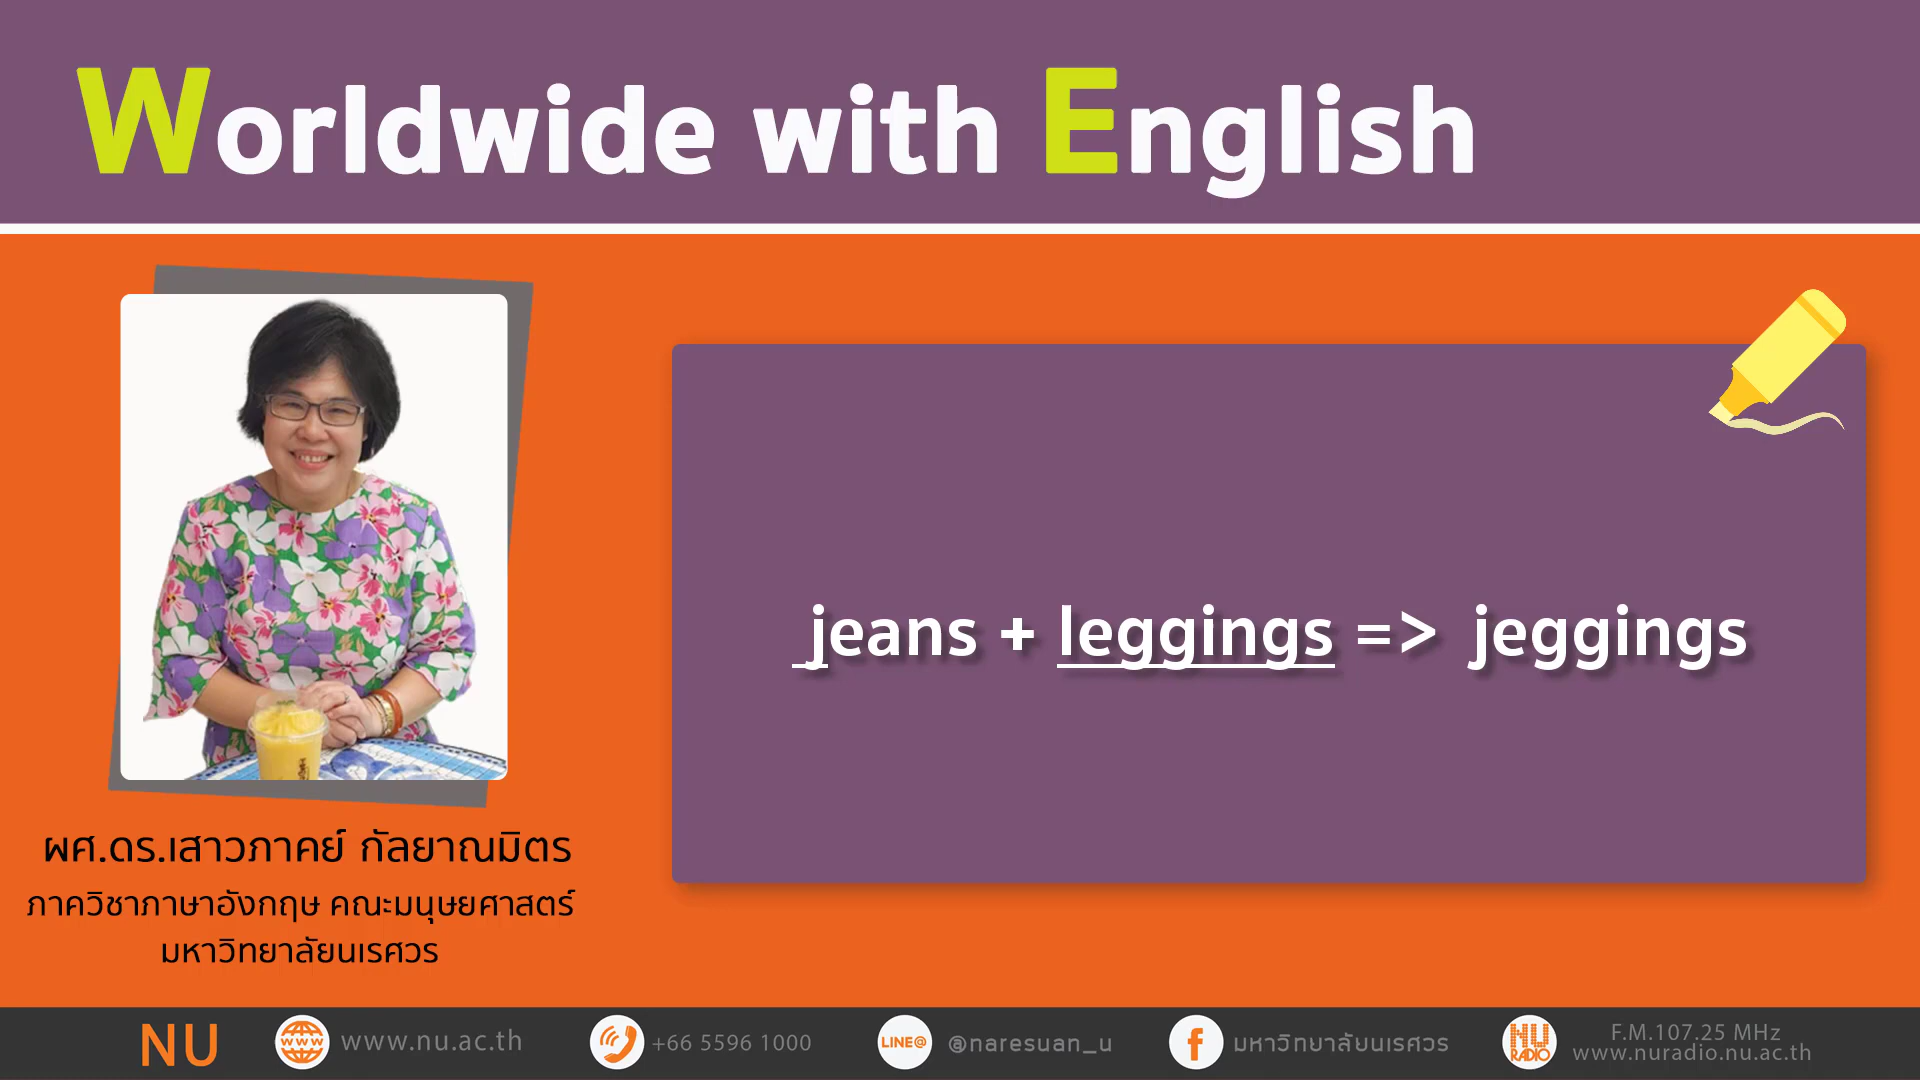 Worldwide with English
jeans + leggings => jeggings
ผศ.ดร.เสาวภาคย์ กัลยาณมิตร
ภาควิชาภาษาอังกฤษ คณะมนุษยศาสตร์
มหาวิทยาลัยนเรศวร
NU
www
www.nu.ac.th
+66 5596 1000
LINE@
@naresuan_u
มหาวิทยาลัยนเรศวร
NU
RADIO
F.M.107.25 MHz
www.nuradio.nu.ac.th